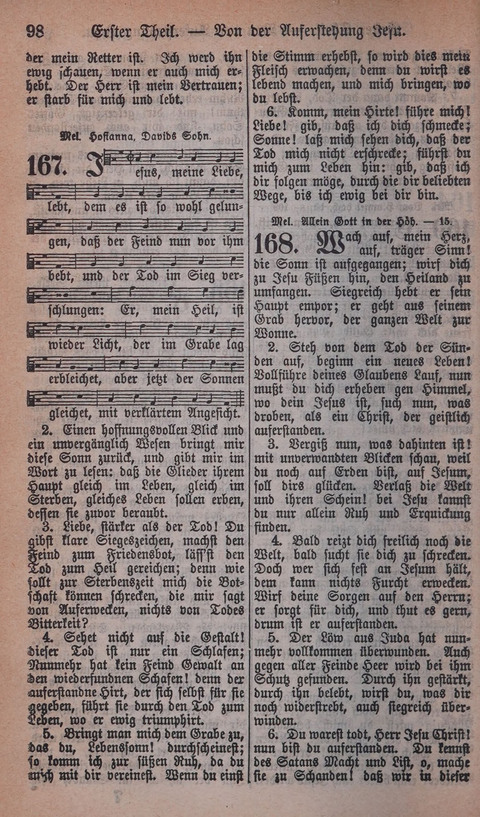 98 Erster Theil. — Von der Auferstehung Jesu.
der mein Retter ist. Ich werd ihn
ewig schauen, wenn er auch mich er-
hebt. Der Herr ist mein Vertrauen;
er starb für mich und lebt.
Mel. Hosianna, Davids Sohn.
167. Jesus, meine Liebe,
lebt, dem es ist so wohl gelun-
gen, daß der Feind nun vor ihm
bebt, und der Tod im Sieg ver-
schlungen: Er, mein Heil, ist
wieder Licht, der im Grabe lag
erbleichet, aber jetzt der Sonnen
gleichet, mit verklärtem Angesicht.
2. Einen hoffnungsvollen Blick und
ein unvergänglich Wesen bringt mir
diese Sonn zurück, und gibt mir im
Wort zu lesen: daß die Glieder ihrem
Haupt gleich im Leben, gleich im
Sterben, gleiches Leben sollen erben,
dessen sie zuvor beraubt.
3. Liebe, stärker als der Tod! Du
gibst klare Siegeszeichen, machst den
Feind zum Friedensbot, läss'st den
Tod zum Heil gereichen; denn wie
sollt zur Sterbenszeit mich die Bot-
schaft können schrecken, die mir sagt
von Auferwecken, nichts von Todes
Bitterkeit?
4. Sehet nicht auf die Gestalt!
dieser Tod ist nur ein Schlafen;
Nunmehr hat kein Feind Gewalt an
den wiederfundnen Schafen! denn der
auferstandne Hirt, der sich selbst für sie
gegeben, führt sie durch den Tod zum
Leben, wo er ewig triumphirt.
5. Bringt man mich dem Grabe zu,
das du, Lebenssonn! durchscheinest;
so komm ich zur süßen Ruh, da du
mich mit dir vereinest. Wenn du einst
die Stimm erhebst, so wird dies mein
Fleisch erwachen, denn du wirst es
lebend machen, und mich bringen, wo
du lebst.
6. Komm, mein Hirte! führe mich!
Liebe! gib, daß ich dich schmecke;
Sonne! laß mich sehen dich, daß der
Tod mich nicht erschrecke; führst du
mich zum Leben hin: gib, daß ich
dir folgen möge, durch die dir beliebten
Wege, bis ich ewig bei dir bin.
Mel. Allein Gott in der Höh. — 15.
168. Wach auf, mein Herz,
auf, träger Sinn!
die Sonn ist aufgegangen; wirf dich
zu Jesu Füßen hin, den Heiland zu
umfangen. Siegreich hebt er sein
Haupt empor; er geht aus seinem
Grab hervor, der ganzen Welt zur
Wonne.
2. Steh von dem Tod der Sün-
den auf, beginn ein neues Leben!
Vollführe deines Glaubens Lauf, nun
mußt du dich erheben gen Himmel,
wo dein Jesus ist, such nun, was
droben, als ein Christ, der geistlich
auferstanden.
3. Vergiß nun, was dahinten ist!
mit unverwandten Blicken schau, weil
du noch auf Erden bist, auf Jesum,
soll dirs glücken. Verlaß die Welt
und ihren Schein! bei Jesu kannst
du nur allein Ruh und Erquickung
finden.
4. Bald reizt dich freilich noch die
Welt, bald sucht sie dich zu schrecken.
Doch wer sich fest an Jesum hält,
dem kann nichts Furcht erwecken.
Wirf deine Sorgen auf den Herrn;
er sorgt für dich, und thut es gern,
drum ist er auferstanden.
5. Der Löw aus Juda hat nun-
mehr vollkommen überwunden. Auch
gegen aller Feinde Heer wird bei ihm
Schutz gefunden. Durch ihn gestärkt,
durch ihn belebt, wirst du, was dir
noch widerstrebt, auch siegreich über-
winden.
6. Du warest todt, Herr Jesu Christ!
nun bist du auferstanden. Du kennst
des Satans Macht und List, o, mache
sie zu Schanden! daß wir in dieser